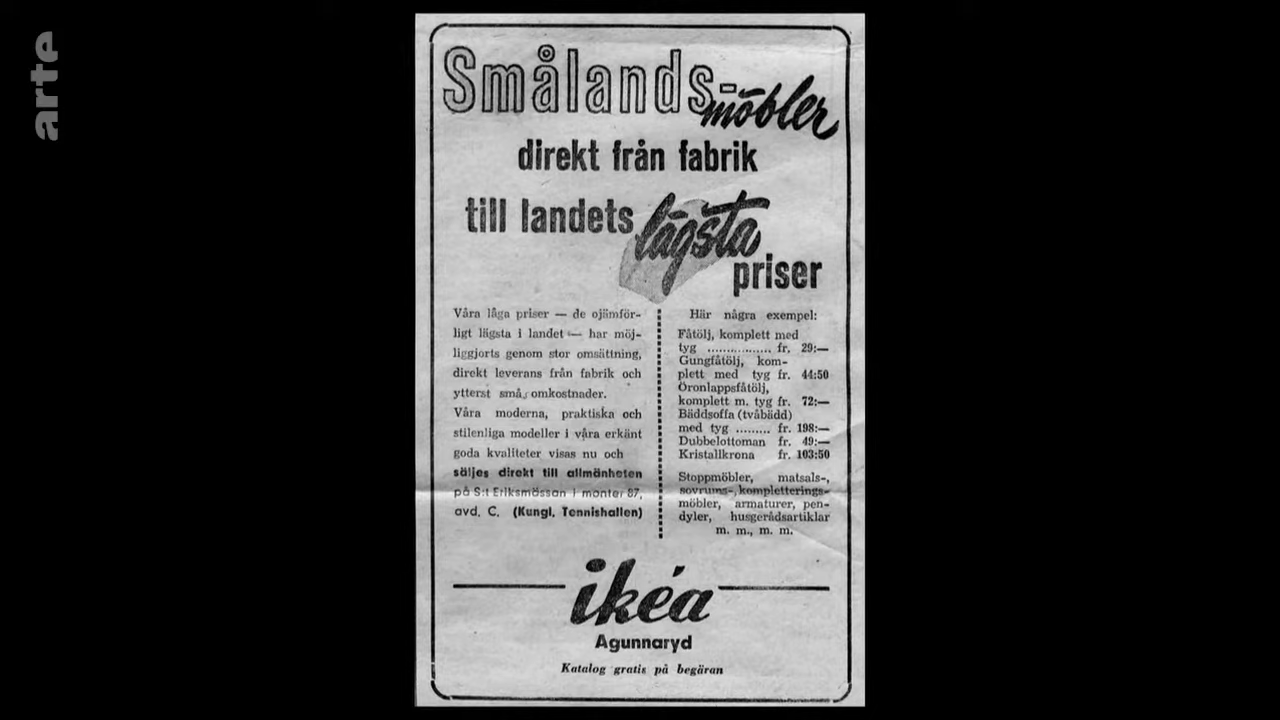 arte
Smålands-
möbler
direkt från fabrik
till landets lägsta
priser
Våra låga priser — de ojämför-
ligt lägsta i landet — har möj-
liggjorts genom stor omsättning,
direkt leverans från fabrik och
ytterst små omkostnader.
Våra moderna, praktiska och
stilenliga modeller i våra erkänt
goda kvaliteter visas nu och
säljes direkt till allmänheten
på S:t Eriksmässan i monter 87,
avd. C. (Kungl. Tennishallen)
Här några exempel:
Fåtölj, komplett med
tyg ................ fr. 29:—
Gungfåtölj, kom-
plett med tyg fr. 44:50
Öronlappsfåtölj,
komplett m. tyg fr. 72:—
Bäddsoffa (tvåbädd)
med tyg ......... fr. 198:—
Dubbelottoman fr. 49:—
Kristallkrona fr. 103:50
Stoppmöbler, matsals-,
sovrums-, kompletterings-
möbler, armaturer, pen-
dyler, husgerådsartiklar
m. m., m. m.
ikéa
Agunnaryd
Katalog gratis på begäran